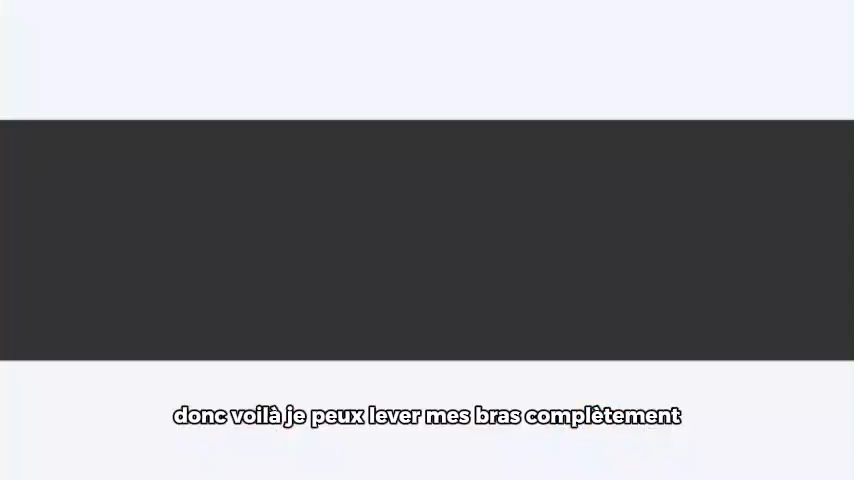 donc voilà je peux lever mes bras complètement